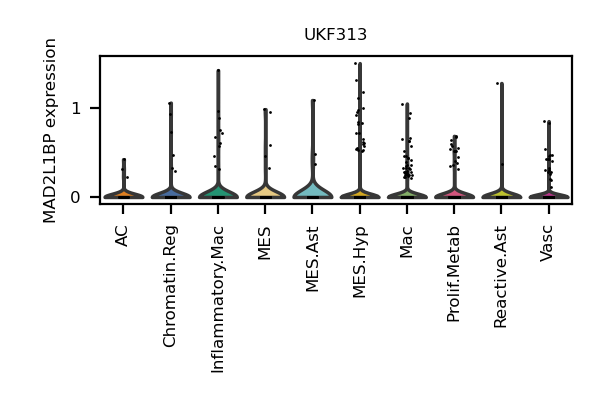 UKF313
MAD2L1BP expression
1
0
AC
Chromatin.Reg
Inflammatory.Mac
MES
MES.Ast
MES.Hyp
Mac
Prolif.Metab
Reactive.Ast
Vasc